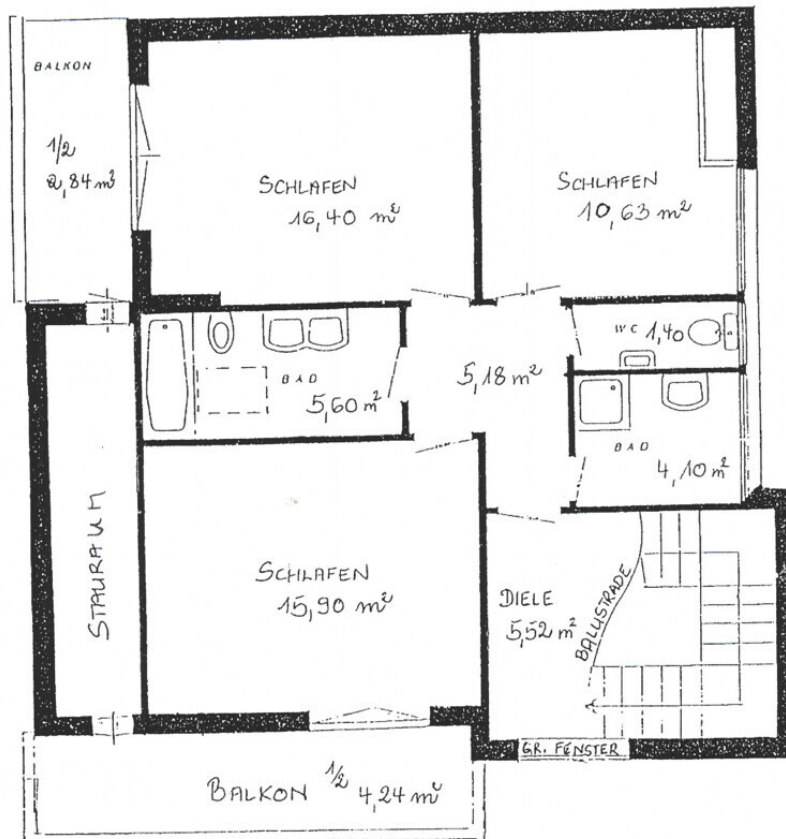 BALKON
1/2
2,84 m²
SCHLAFEN
16,40 m²
SCHLAFEN
10,63 m²
WC 1,40
5,18 m²
BAD
5,60 m²
BAD
4,10 m²
STAURAUM
SCHLAFEN
15,90 m²
DIELE
5,52 m²
BALUSTRADE
GR. FENSTER
BALKON 1/2 4,24 m²